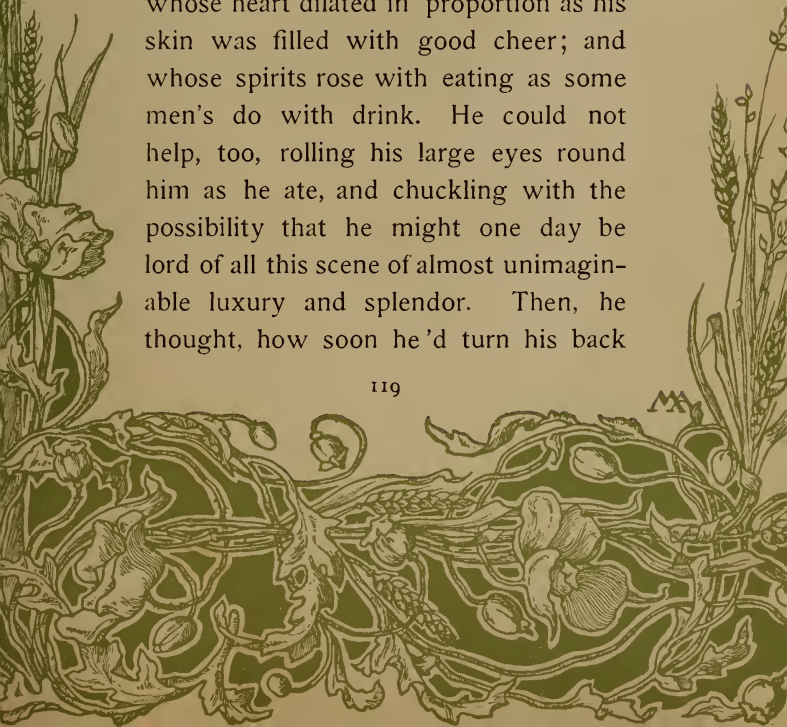 whose heart dilated in proportion as his
skin was filled with good cheer; and
whose spirits rose with eating as some
men's do with drink. He could not
help, too, rolling his large eyes round
him as he ate, and chuckling with the
possibility that he might one day be
lord of all this scene of almost unimagin-
able luxury and splendor. Then, he
thought, how soon he'd turn his back
119